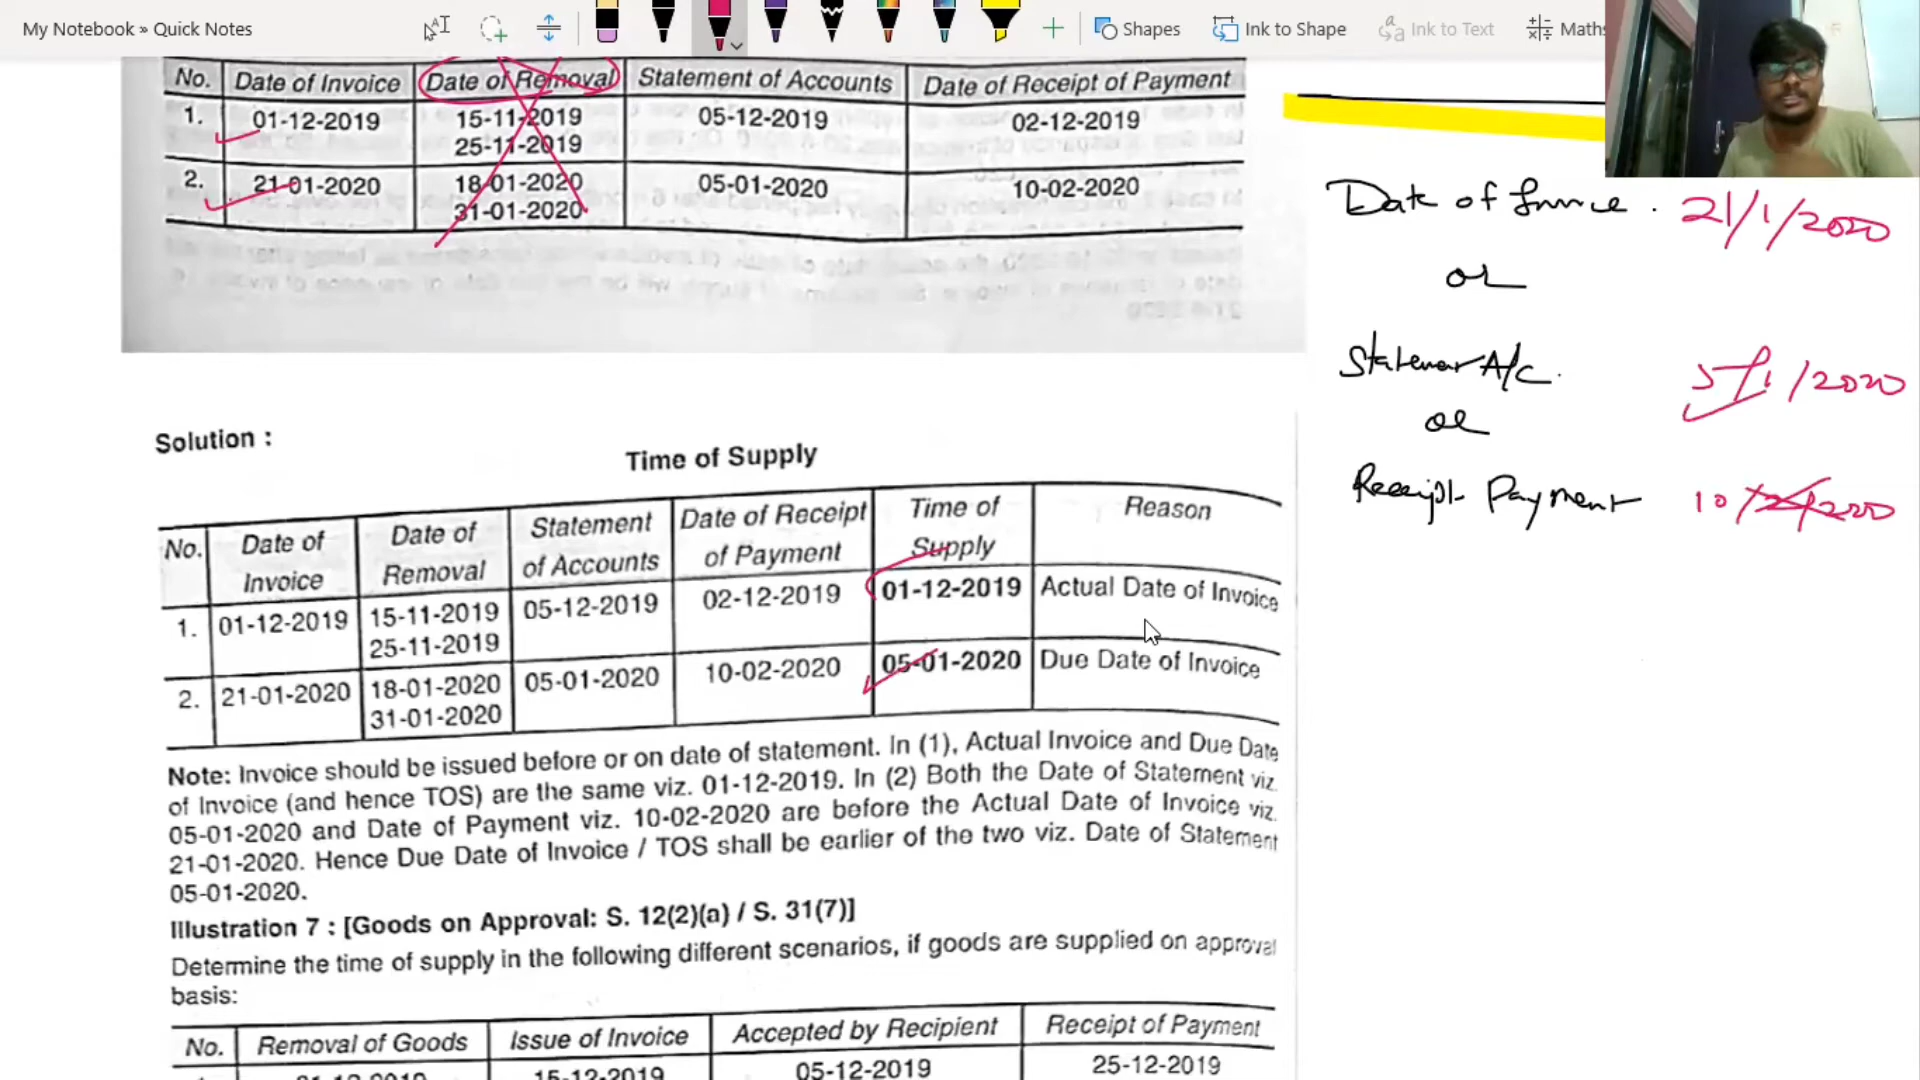 My Notebook » Quick Notes
Shapes
Ink to Shape
Ink to Text
Maths
No. Date of Invoice Date of Removal Statement of Accounts Date of Receipt of Payment
1. 01-12-2019 15-11-2019 05-12-2019 02-12-2019
25-11-2019
2. 21-01-2020 18-01-2020 05-01-2020 10-02-2020
31-01-2020
Date of Invoice. 21/1/2020
or
Statement A/C. 5/1/2020
or
Receipt Payment 10/2/2020
Solution :
Time of Supply
No. Date of Invoice Date of Removal Statement of Accounts Date of Receipt of Payment Time of Supply Reason
1. 01-12-2019 15-11-2019 05-12-2019 02-12-2019 01-12-2019 Actual Date of Invoice
25-11-2019
2. 21-01-2020 18-01-2020 05-01-2020 10-02-2020 05-01-2020 Due Date of Invoice
31-01-2020
Note: Invoice should be issued before or on date of statement. In (1), Actual Invoice and Due Date
of Invoice (and hence TOS) are the same viz. 01-12-2019. In (2) Both the Date of Statement viz.
05-01-2020 and Date of Payment viz. 10-02-2020 are before the Actual Date of Invoice viz.
21-01-2020. Hence Due Date of Invoice / TOS shall be earlier of the two viz. Date of Statement
05-01-2020.
Illustration 7 : [Goods on Approval: S. 12(2)(a) / S. 31(7)]
Determine the time of supply in the following different scenarios, if goods are supplied on approval
basis:
No. Removal of Goods Issue of Invoice Accepted by Recipient Receipt of Payment
15-12-2019 05-12-2019 25-12-2019